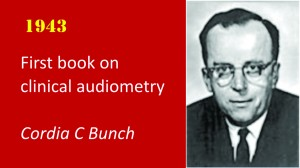 1943
First book on
clinical audiometry
Cordia C Bunch